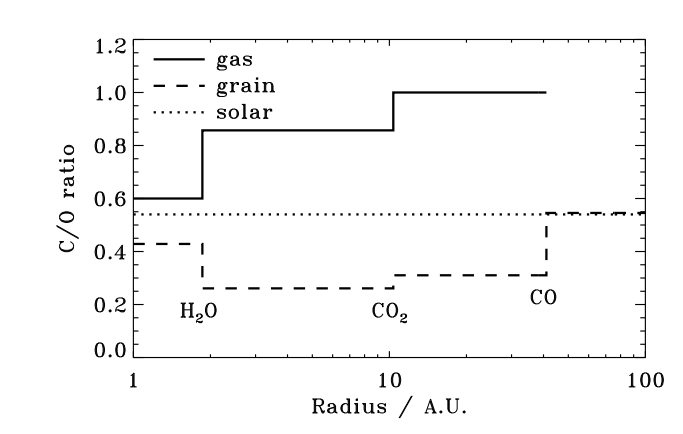 1.2
1.0
0.8
0.6
0.4
0.2
0.0
C/O ratio
gas
grain
solar
H₂O
CO₂
CO
1
10
100
Radius / A.U.